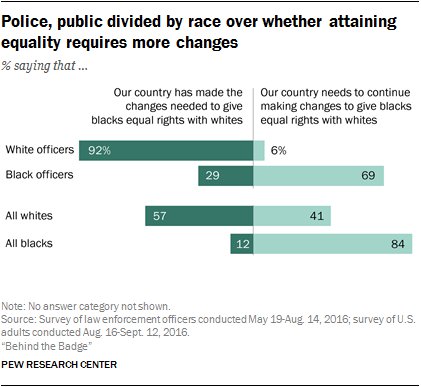 Police, public divided by race over whether attaining
equality requires more changes
% saying that ...
Our country has made the
changes needed to give
blacks equal rights with whites
Our country needs to continue
making changes to give blacks
equal rights with whites
White officers 92% 6%
Black officers 29 69
All whites 57 41
All blacks 12 84
Note: No answer category not shown.
Source: Survey of law enforcement officers conducted May 19-Aug. 14, 2016; survey of U.S.
adults conducted Aug. 16-Sept. 12, 2016.
“Behind the Badge”
PEW RESEARCH CENTER